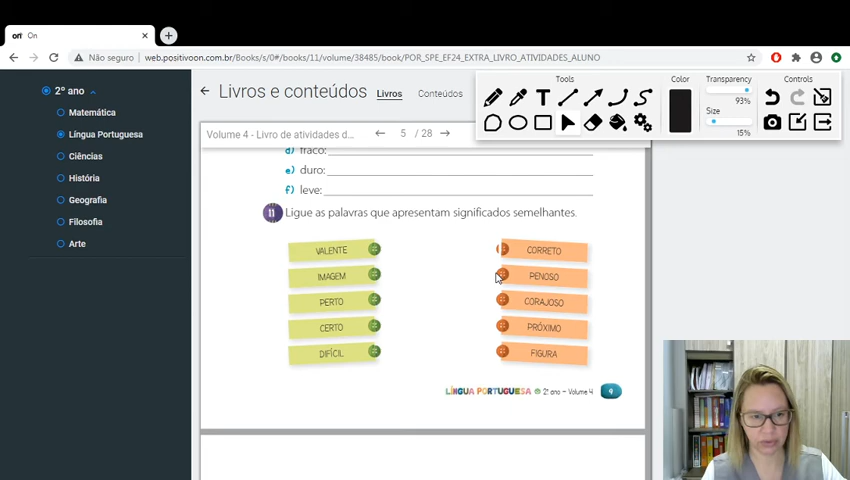 On
Não seguro
web.positivoon.com.br/Books/s/0#/books/11/volume/38485/book/POR_SPE_EF24_EXTRA_LIVRO_ATIVIDADES_ALUNO
2º ano
Matemática
Língua Portuguesa
Ciências
História
Geografia
Filosofia
Arte
Livros e conteúdos
Livros
Conteúdos
Tools
Color
Transparency
93%
Size
15%
Controls
Volume 4 - Livro de atividades d...
5 / 28
d) fraco:
e) duro:
f) leve:
11 Ligue as palavras que apresentam significados semelhantes.
VALENTE
IMAGEM
PERTO
CERTO
DIFÍCIL
CORRETO
PENOSO
CORAJOSO
PRÓXIMO
FIGURA
LÍNGUA PORTUGUESA 2º. ano – Volume 4 9